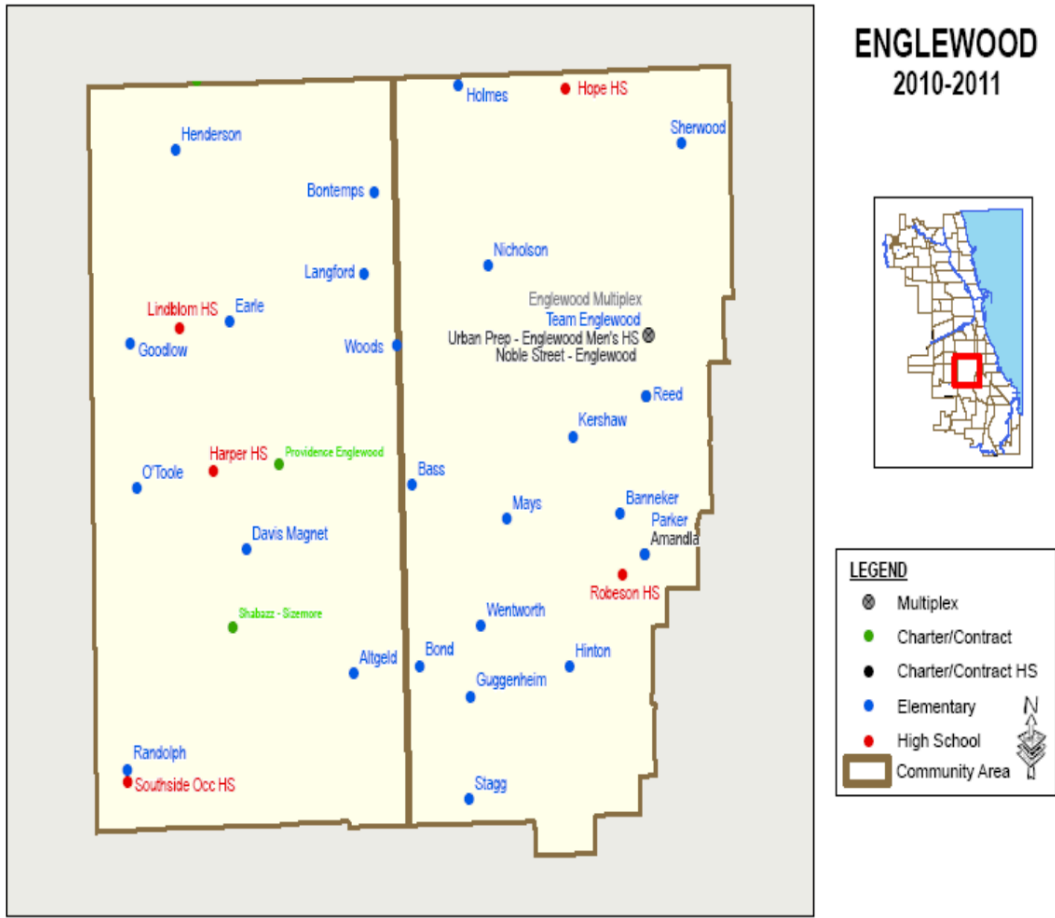 ENGLEWOOD
2010-2011
Holmes
Hope HS
Henderson
Sherwood
Bontemps
Nicholson
Langford
Englewood Multiplex
Lindblom HS
Earle
Team Englewood
Urban Prep - Englewood Men's HS
Goodlow
Woods
Noble Street - Englewood
Reed
Kershaw
Harper HS
Providence Englewood
O'Toole
Bass
Mays
Banneker
Parker
Davis Magnet
Amandla
Robeson HS
Shabazz - Sizemore
Wentworth
Altgeld
Bond
Hinton
Guggenheim
Randolph
Southside Occ HS
Stagg
LEGEND
Multiplex
Charter/Contract
Charter/Contract HS
Elementary
High School
Community Area
N